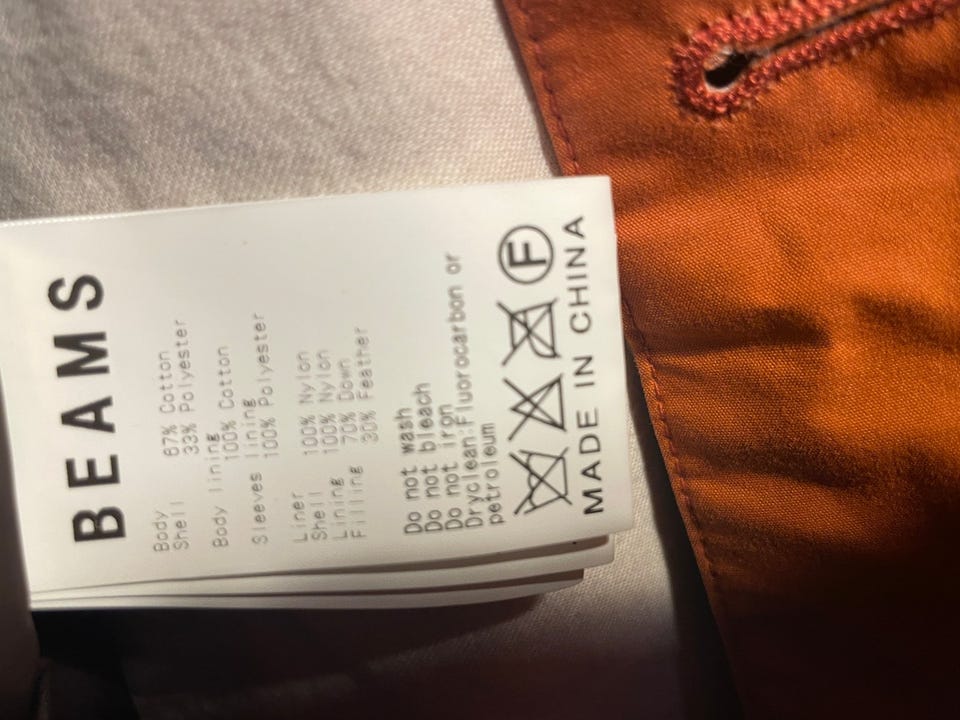 BEAMS
Body
Shell 67% Cotton
33% Polyester
Body lining
100% Cotton
Sleeves lining
100% Polyester
Liner
Shell 100% Nylon
Lining 100% Nylon
Filling 70% Down
30% Feather
Do not wash
Do not bleach
Do not iron
Dryclean:Fluorocarbon or
petroleum
F
MADE IN CHINA